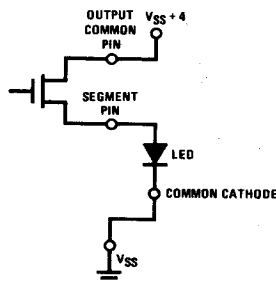 OUTPUT
COMMON
PIN
VSS + 4
SEGMENT
PIN
LED
COMMON CATHODE
VSS